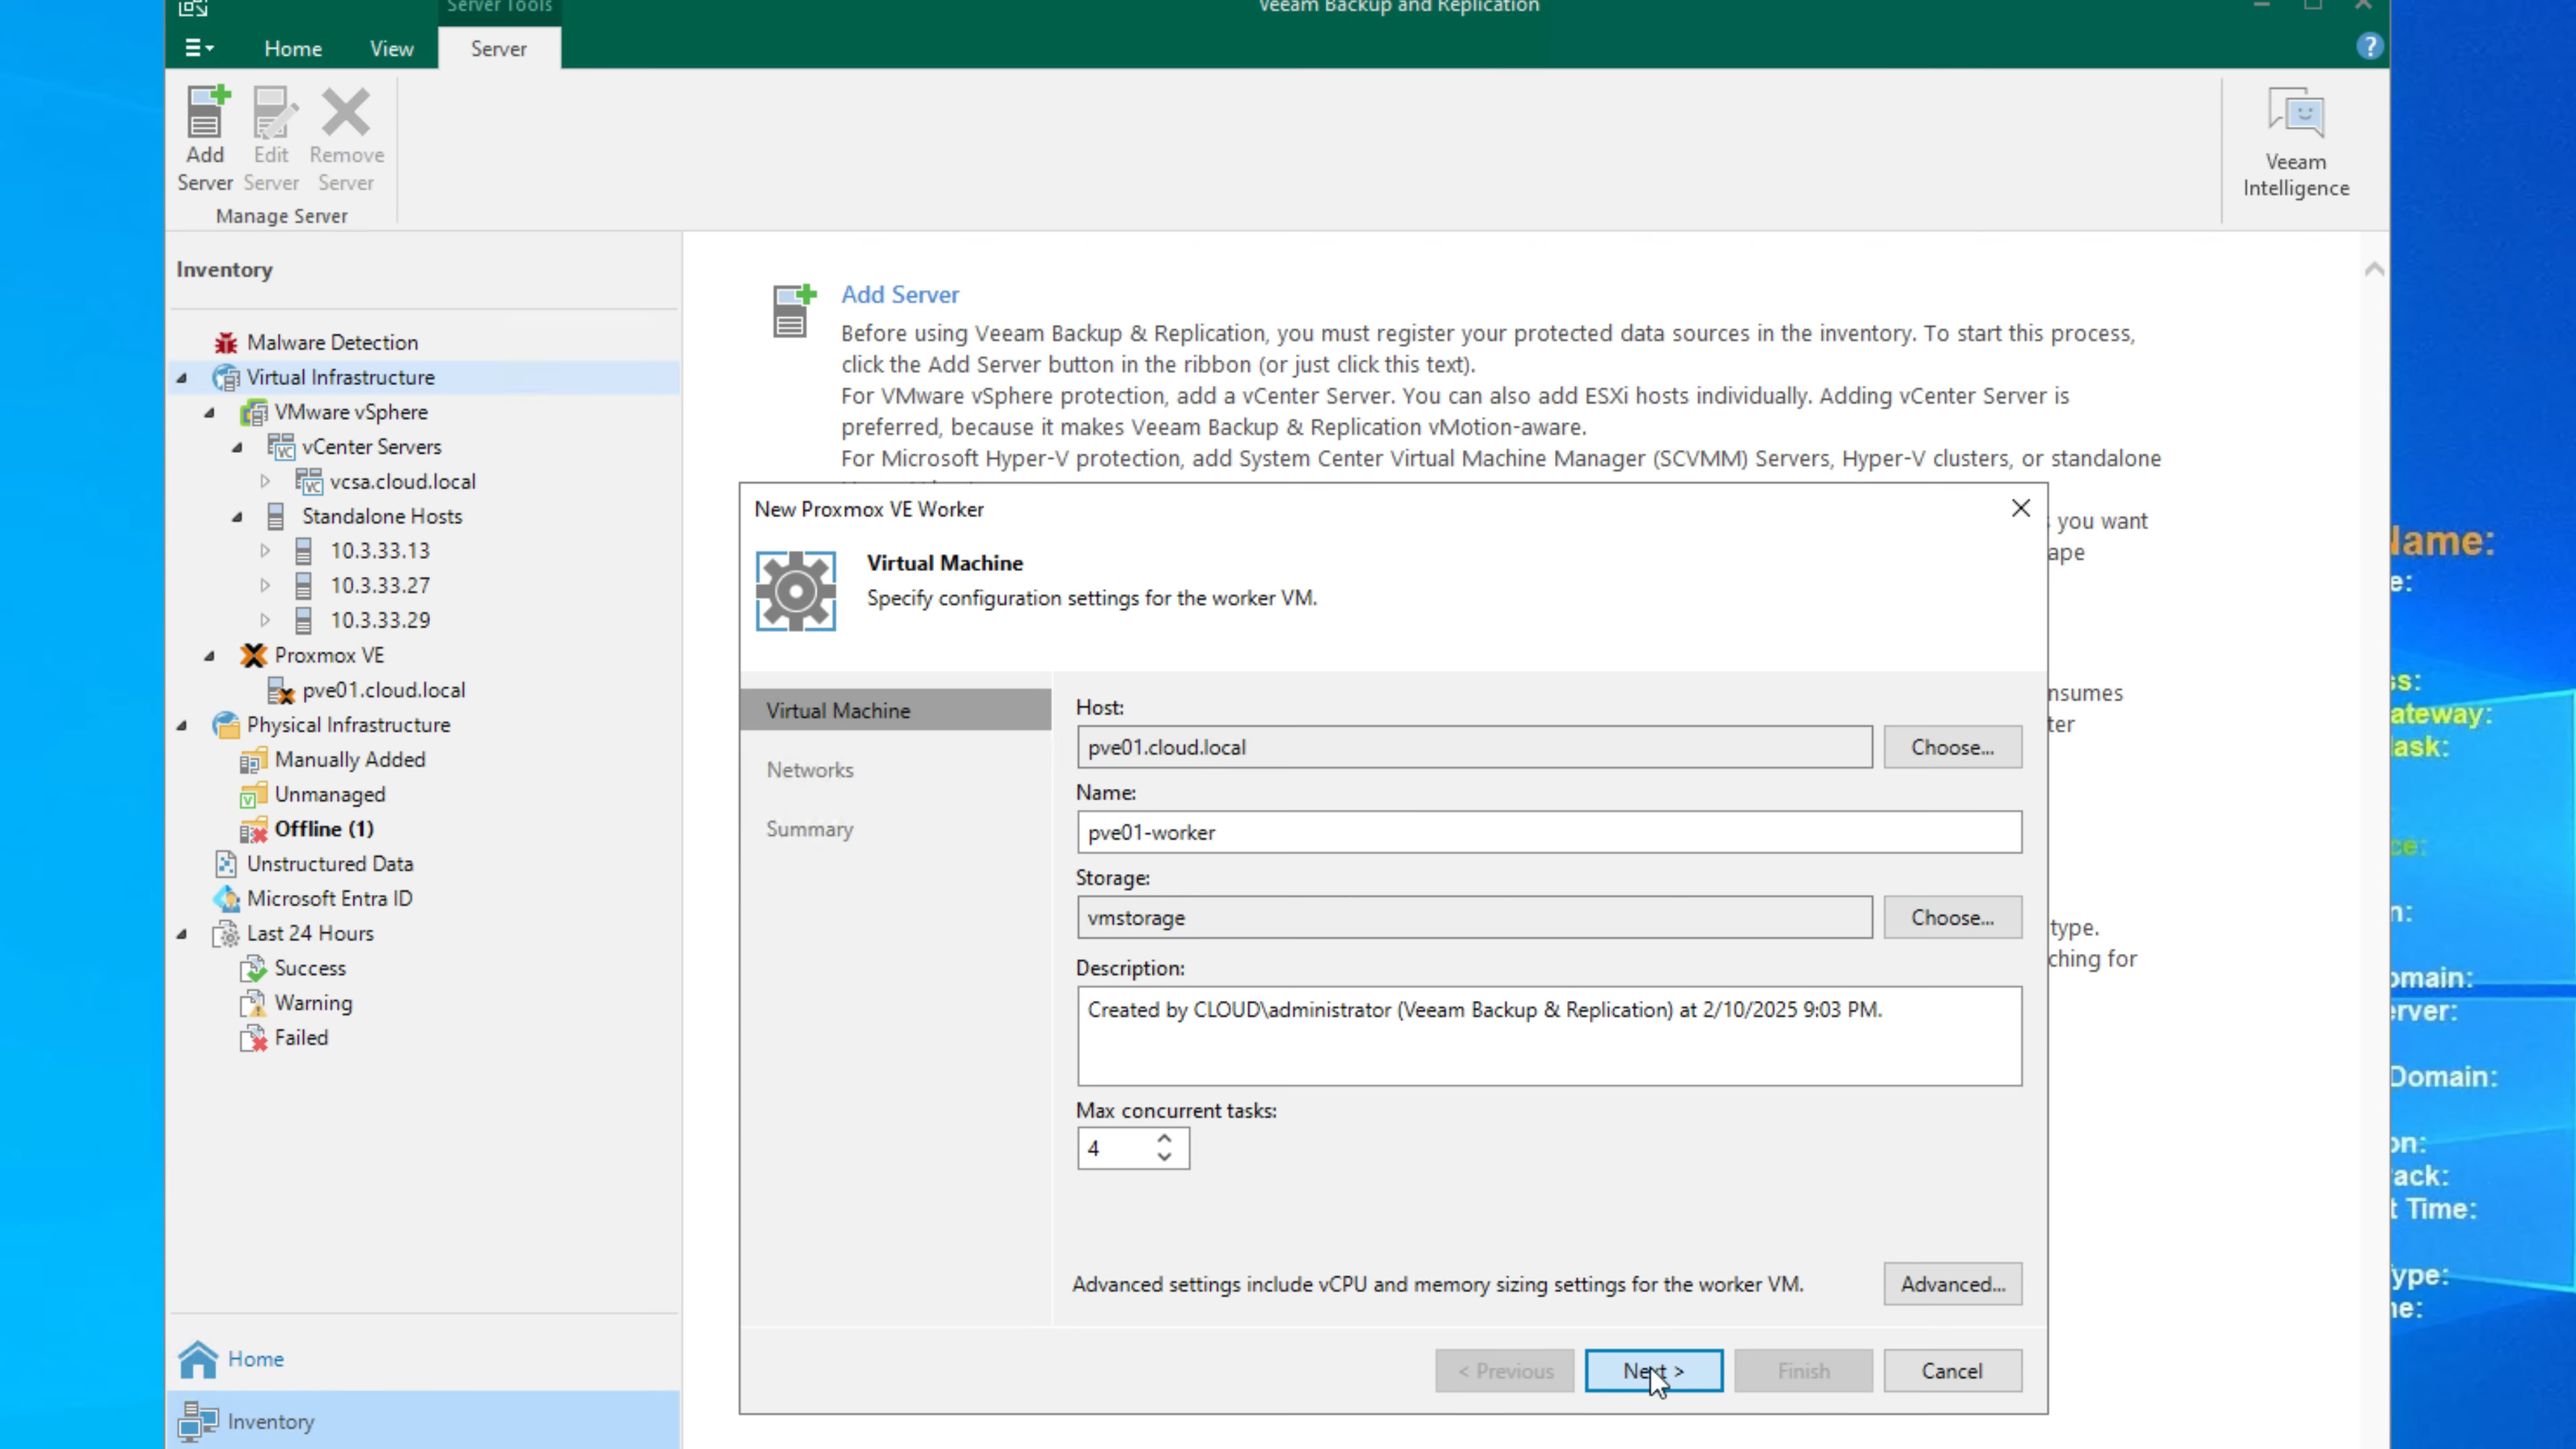 Server Tools
Veeam Backup and Replication
Home
View
Server
?
Add Server
Edit Server
Remove Server
Manage Server
Veeam Intelligence
Inventory
Malware Detection
Virtual Infrastructure
VMware vSphere
vCenter Servers
vcsa.cloud.local
Standalone Hosts
10.3.33.13
10.3.33.27
10.3.33.29
Proxmox VE
pve01.cloud.local
Physical Infrastructure
Manually Added
Unmanaged
Offline (1)
Unstructured Data
Microsoft Entra ID
Last 24 Hours
Success
Warning
Failed
Home
Inventory
Add Server
Before using Veeam Backup & Replication, you must register your protected data sources in the inventory. To start this process,
click the Add Server button in the ribbon (or just click this text).
For VMware vSphere protection, add a vCenter Server. You can also add ESXi hosts individually. Adding vCenter Server is
preferred, because it makes Veeam Backup & Replication vMotion-aware.
For Microsoft Hyper-V protection, add System Center Virtual Machine Manager (SCVMM) Servers, Hyper-V clusters, or standalone
you want
ape
nsumes
ter
type.
ching for
New Proxmox VE Worker
Virtual Machine
Specify configuration settings for the worker VM.
Virtual Machine
Networks
Summary
Host:
pve01.cloud.local
Choose...
Name:
pve01-worker
Storage:
vmstorage
Choose...
Description:
Created by CLOUD\administrator (Veeam Backup & Replication) at 2/10/2025 9:03 PM.
Max concurrent tasks:
4
Advanced settings include vCPU and memory sizing settings for the worker VM.
Advanced...
< Previous
Next >
Finish
Cancel
Name:
e:
ss:
ateway:
ask:
ce:
n:
omain:
erver:
Domain:
on:
ack:
t Time:
ype:
ne: